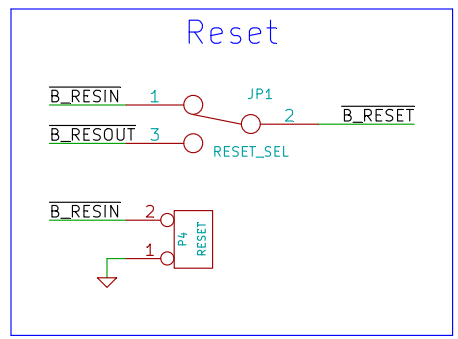 Reset
B_RESIN 1 JP1
2 B_RESET
B_RESOUT 3 RESET_SEL
B_RESIN 2
P4 RESET
1